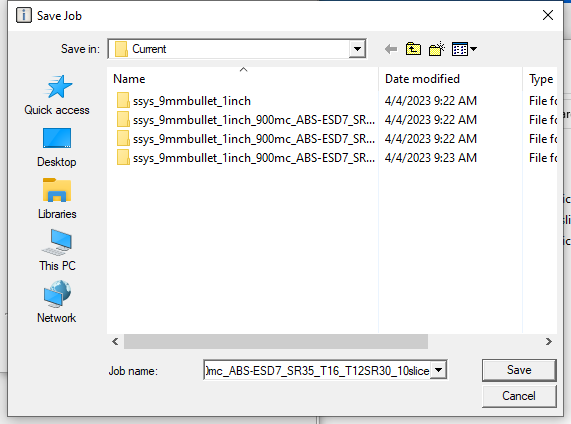 Save Job
Save in: Current
Name Date modified Type
Quick access
ssys_9mmbullet_1inch 4/4/2023 9:22 AM File fo
ssys_9mmbullet_1inch_900mc_ABS-ESD7_SR... 4/4/2023 9:22 AM File fo
ssys_9mmbullet_1inch_900mc_ABS-ESD7_SR... 4/4/2023 9:22 AM File fo
ssys_9mmbullet_1inch_900mc_ABS-ESD7_SR... 4/4/2023 9:23 AM File fo
Desktop
Libraries
This PC
Network
Job name: mc_ABS-ESD7_SR35_T16_T12SR30_10slice
Save
Cancel